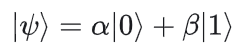 |ψ⟩ = α|0⟩ + β|1⟩